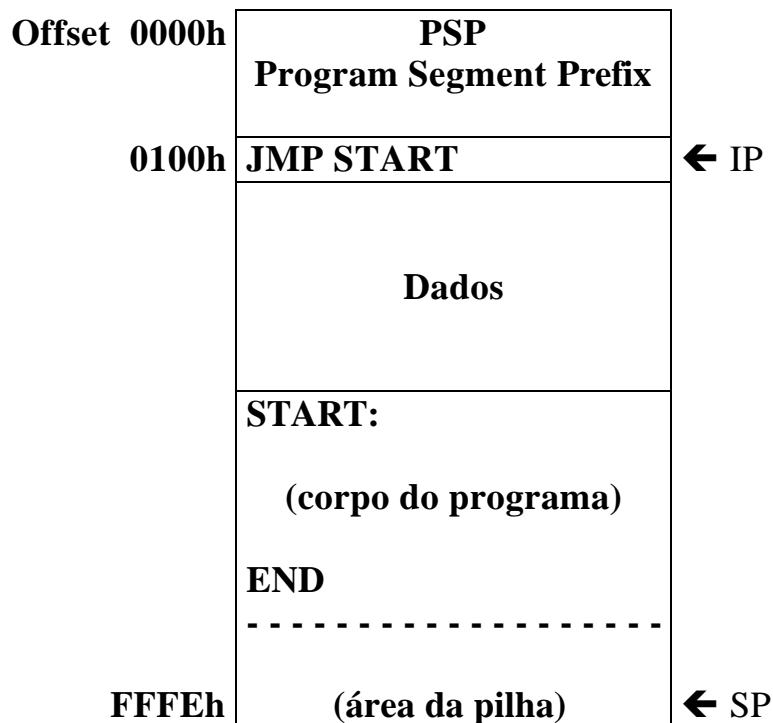 Offset 0000h PSP
Program Segment Prefix
0100h JMP START 🡸 IP
Dados
START:
(corpo do programa)
END
- - - - - - - - - - - - - - - - - - -
FFFEh (área da pilha) 🡸 SP